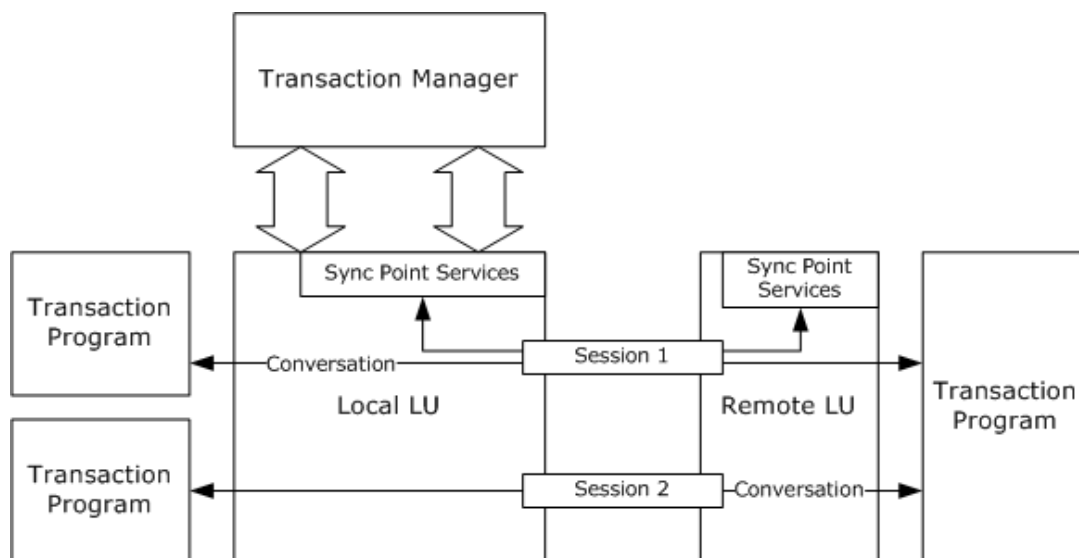 Transaction Manager
Sync Point Services
Sync Point
Services
Transaction
Program
Session 1
Conversation
Transaction
Program
Local LU
Remote LU
Transaction
Program
Session 2
Conversation